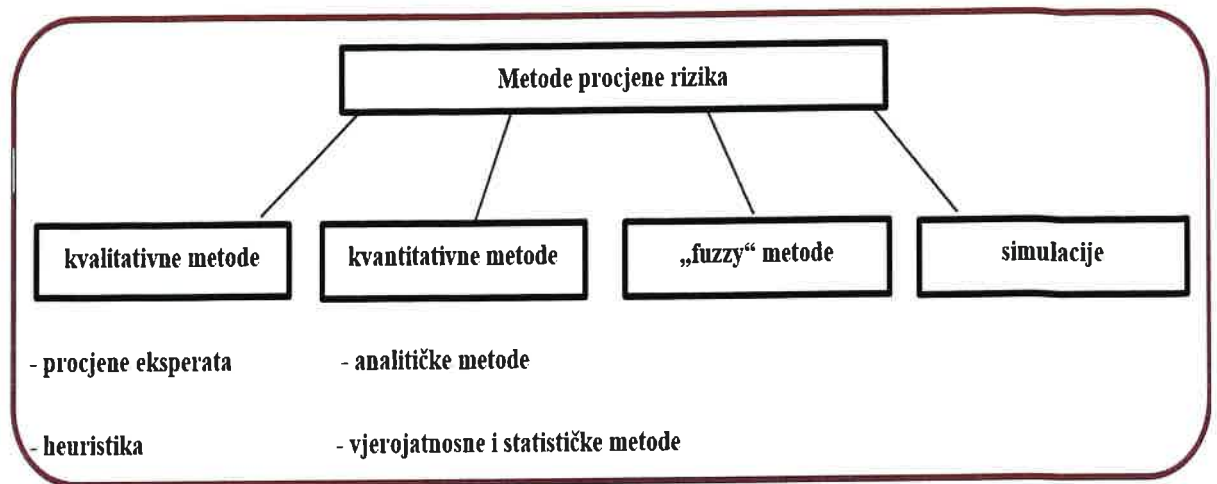 Metode procjene rizika
kvalitativne metode
kvantitativne metode
„fuzzy“ metode
simulacije
- procjene eksperata
- analitičke metode
- heuristika
- vjerojatnosne i statističke metode